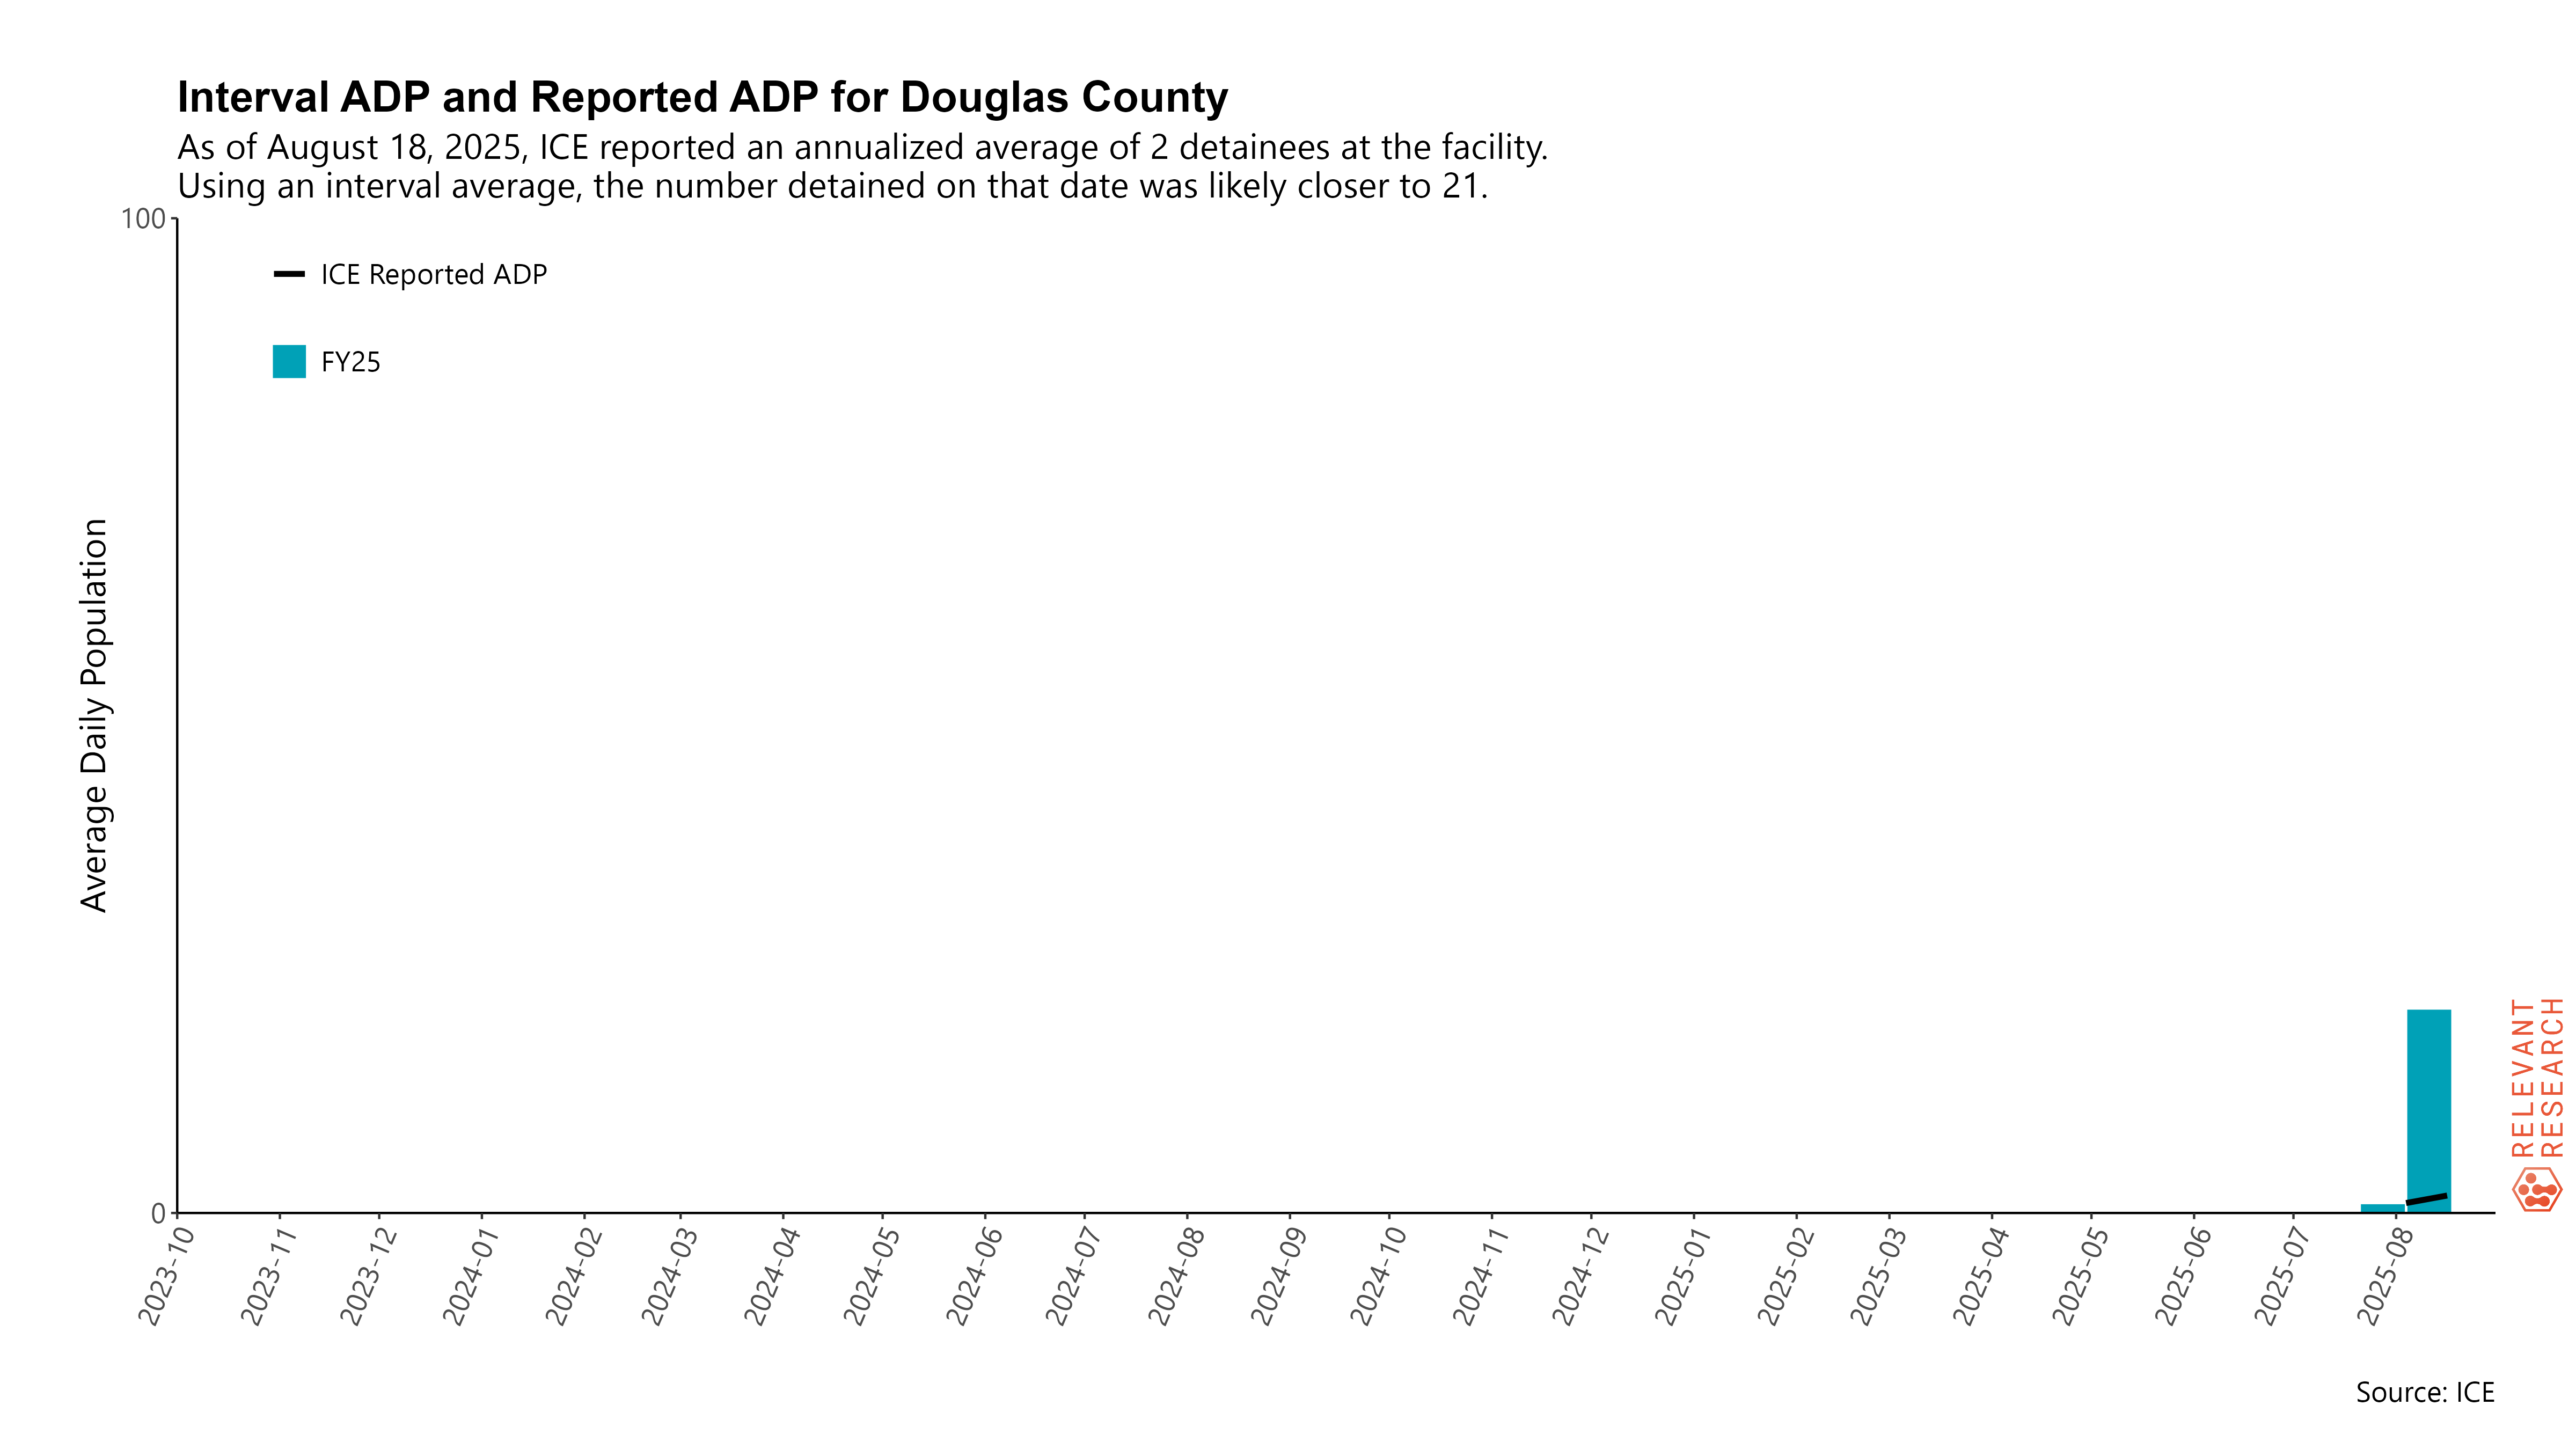 Interval ADP and Reported ADP for Douglas County
As of August 18, 2025, ICE reported an annualized average of 2 detainees at the facility.
Using an interval average, the number detained on that date was likely closer to 21.
100
ICE Reported ADP
FY25
Average Daily Population
0
2023-10
2023-11
2023-12
2024-01
2024-02
2024-03
2024-04
2024-05
2024-06
2024-07
2024-08
2024-09
2024-10
2024-11
2024-12
2025-01
2025-02
2025-03
2025-04
2025-05
2025-06
2025-07
2025-08
RELEVANT
RESEARCH
Source: ICE